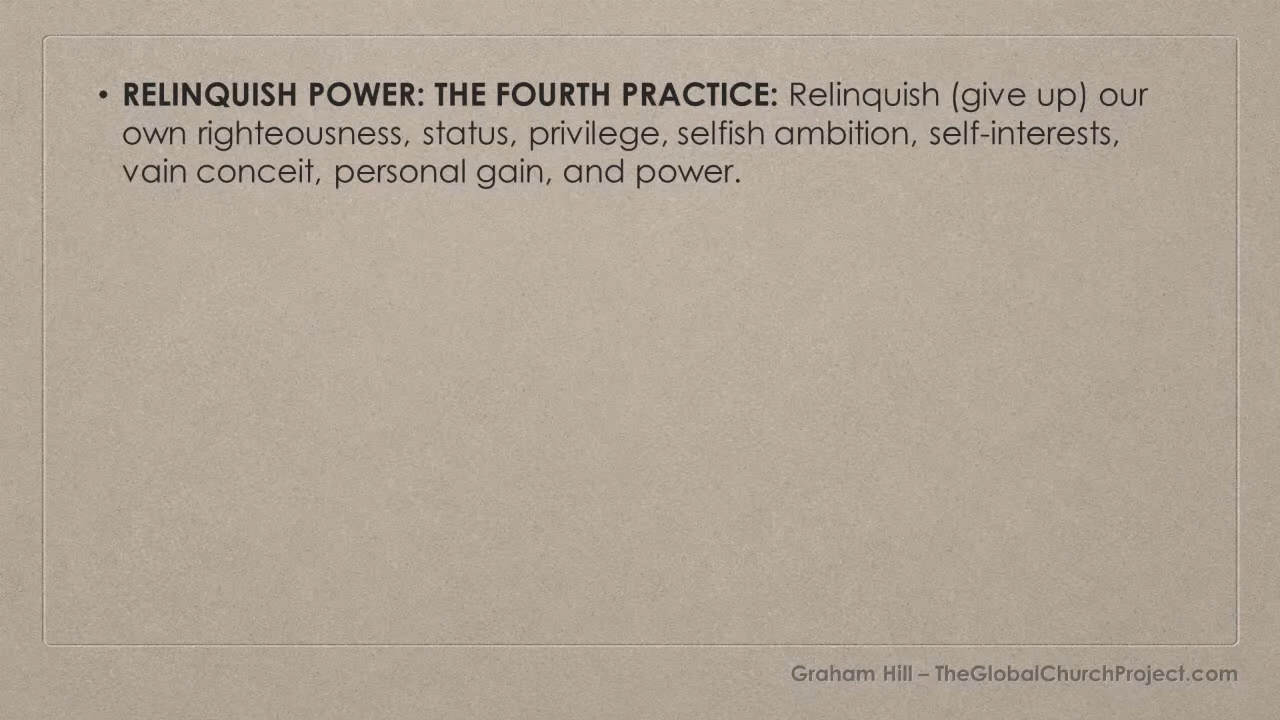 • RELINQUISH POWER: THE FOURTH PRACTICE: Relinquish (give up) our
own righteousness, status, privilege, selfish ambition, self-interests,
vain conceit, personal gain, and power.
Graham Hill – TheGlobalChurchProject.com